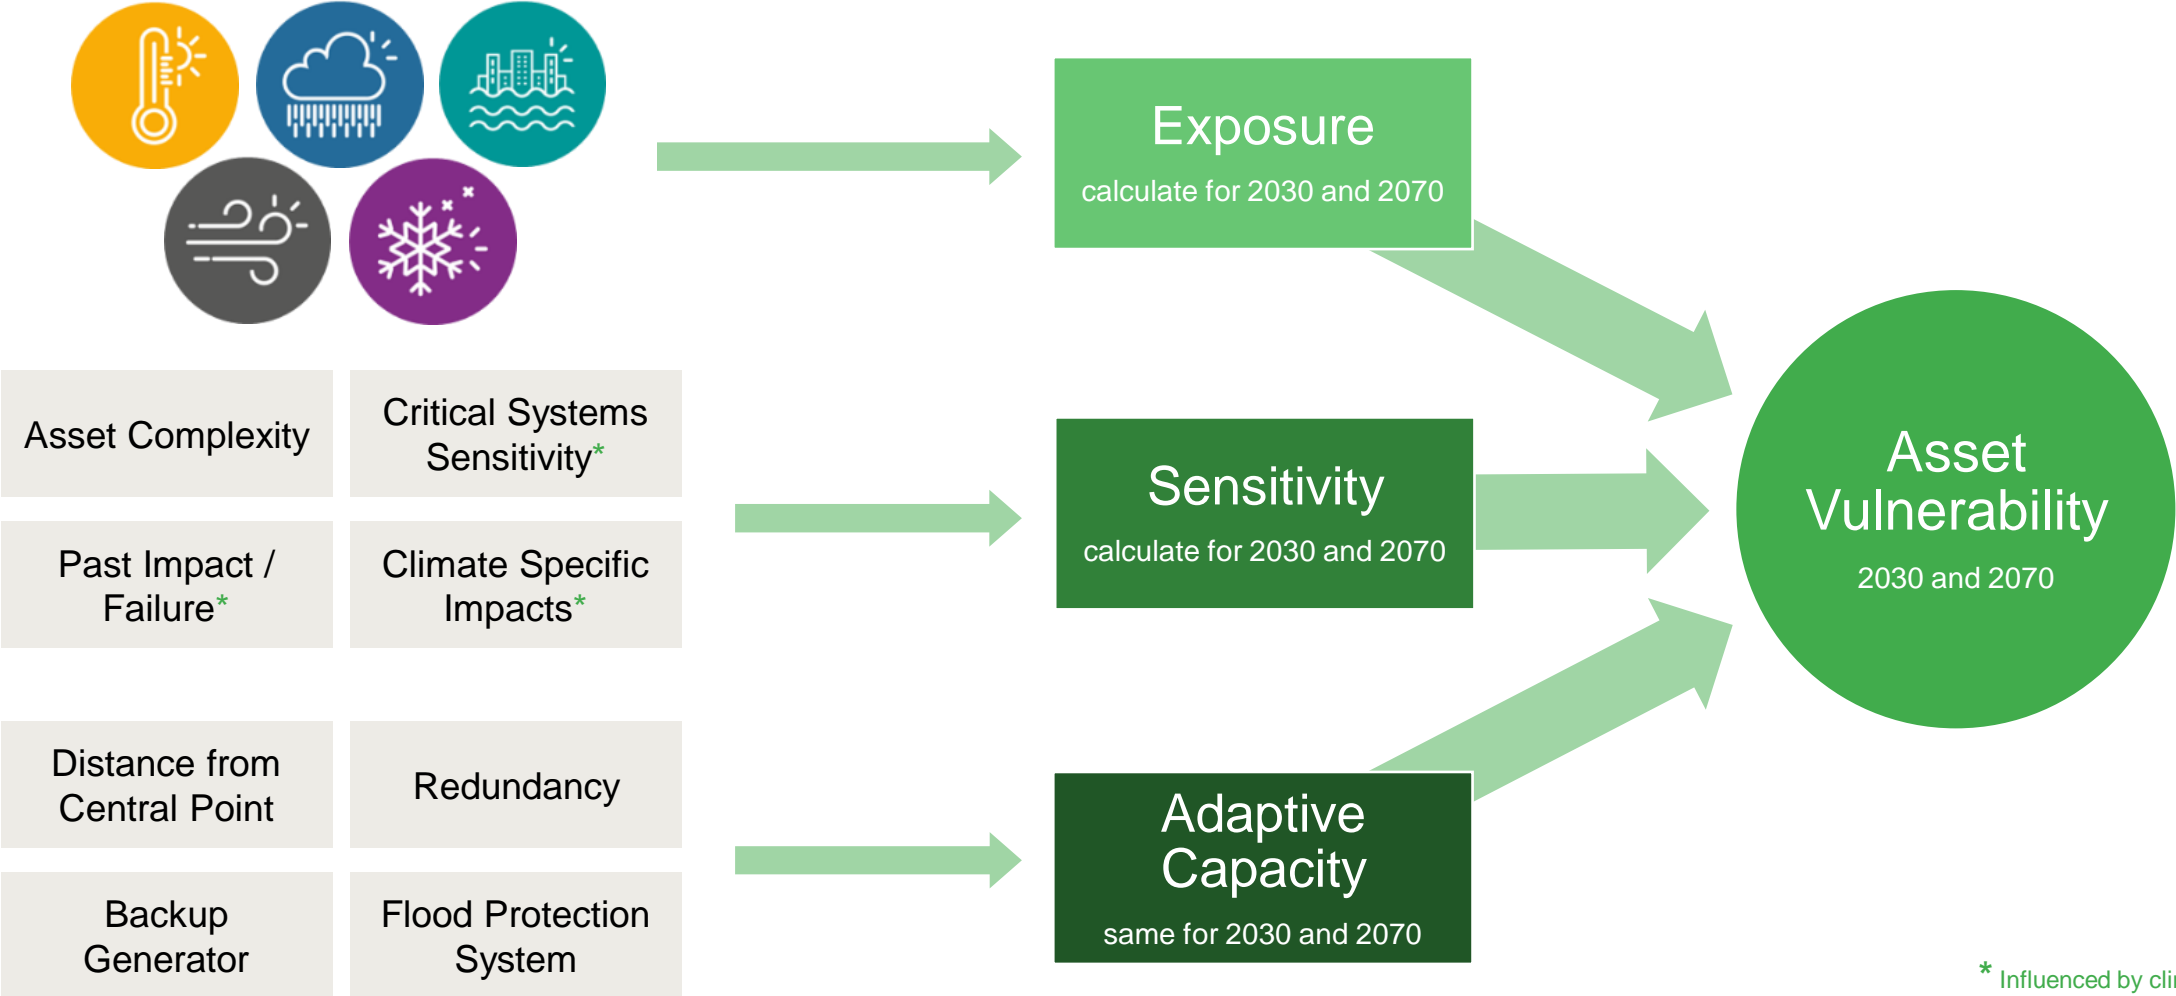 Exposure
calculate for 2030 and 2070
Asset Complexity
Critical Systems
Sensitivity*
Past Impact /
Failure*
Climate Specific
Impacts*
Sensitivity
calculate for 2030 and 2070
Asset
Vulnerability
2030 and 2070
Distance from
Central Point
Redundancy
Backup
Generator
Flood Protection
System
Adaptive
Capacity
same for 2030 and 2070
* Influenced by